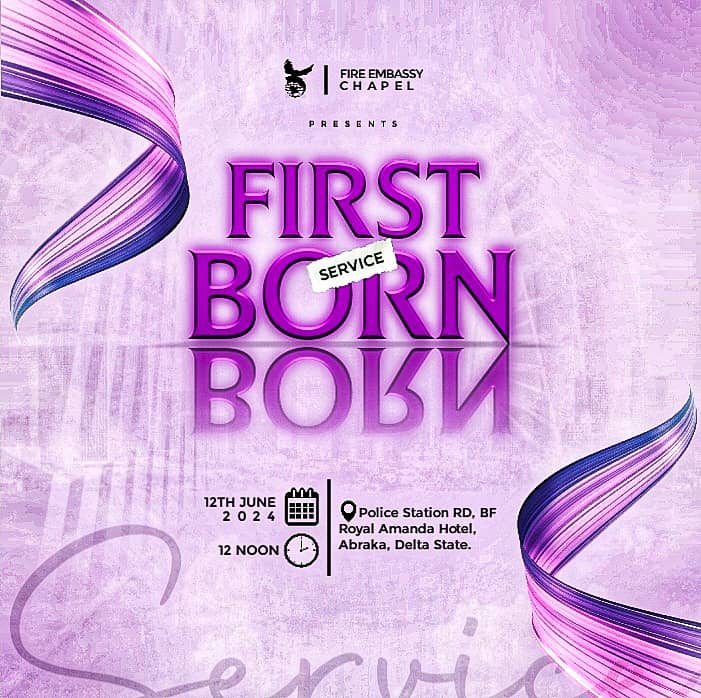 FIRE EMBASSY
CHAPEL
PRESENTS
FIRST
SERVICE
BORN
BORN
12TH JUNE
2024
12 NOON
Police Station RD, BF
Royal Amanda Hotel,
Abraka, Delta State.
Service